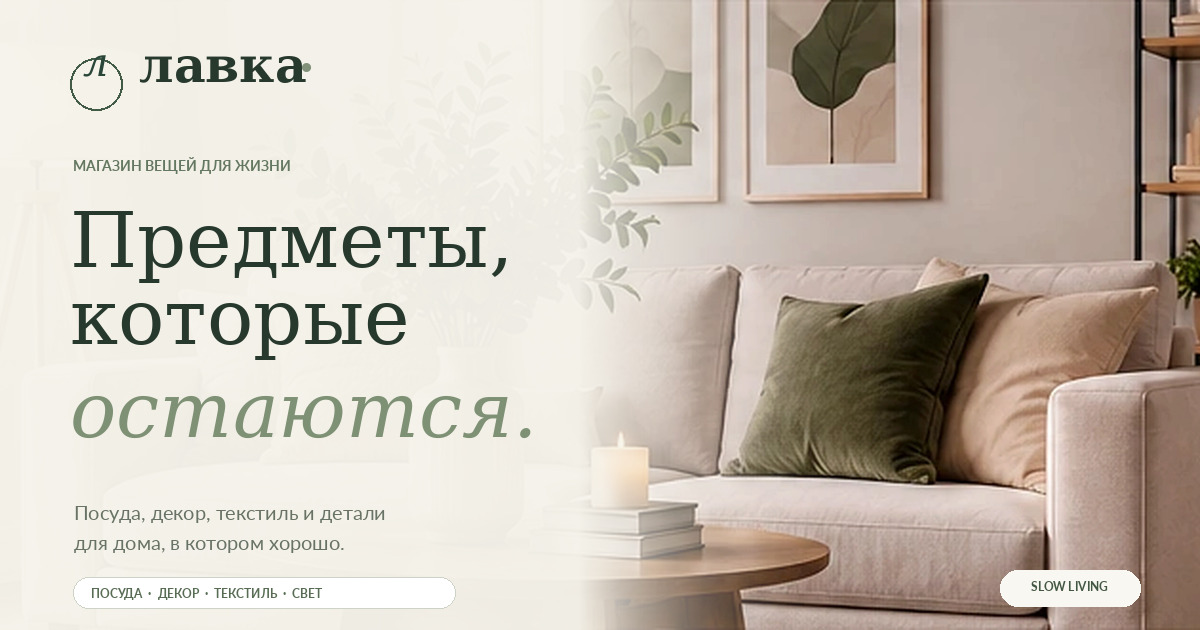 л лавка
МАГАЗИН ВЕЩЕЙ ДЛЯ ЖИЗНИ
Предметы,
которые
остаются.
Посуда, декор, текстиль и детали
для дома, в котором хорошо.
ПОСУДА · ДЕКОР · ТЕКСТИЛЬ · СВЕТ
SLOW LIVING